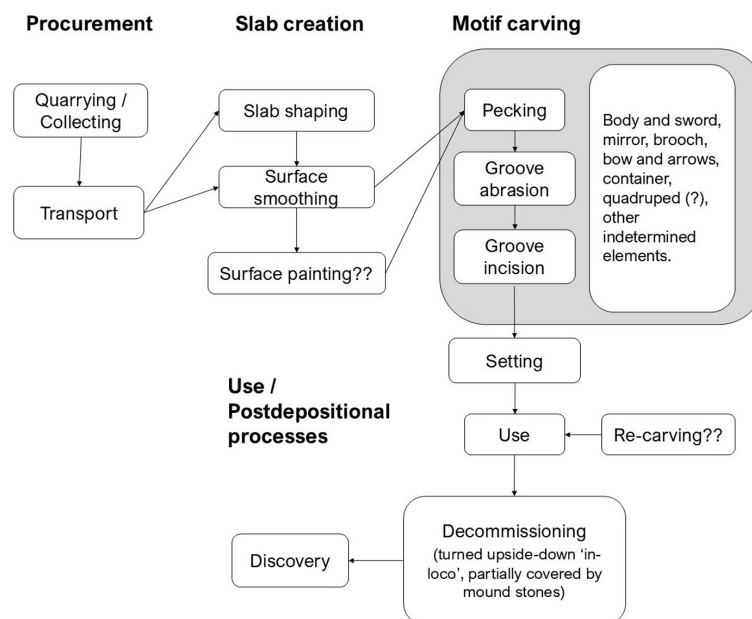 Procurement
Slab creation
Motif carving
Quarrying /
Collecting
Transport
Slab shaping
Surface
smoothing
Surface painting??
Pecking
Groove
abrasion
Groove
incision
Body and sword,
mirror, brooch,
bow and arrows,
container,
quadruped (?),
other
indetermined
elements.
Setting
Use /
Postdepositional
processes
Use
Re-carving??
Decommissioning
(turned upside-down ‘in-
loco’, partially covered by
mound stones)
Discovery